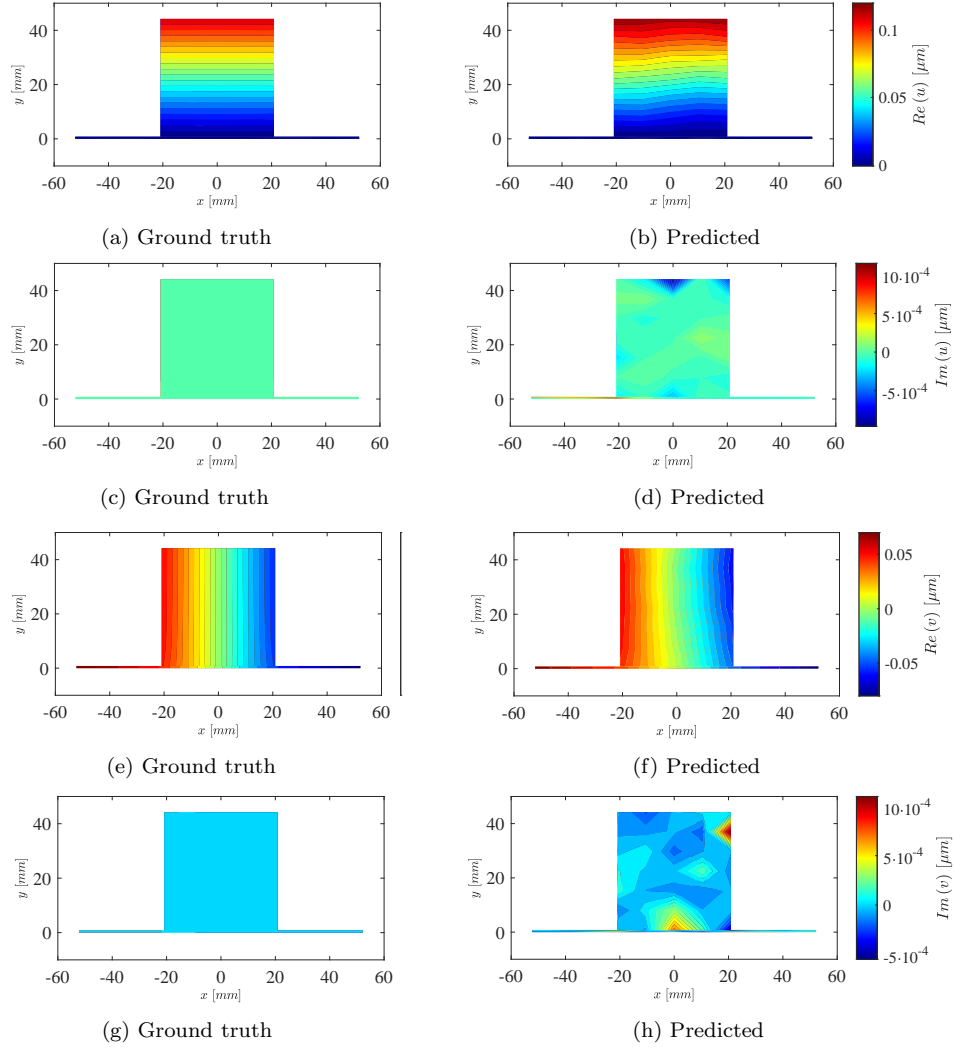 40
20
0
y [mm]
-60 -40 -20 0 20 40 60
x [mm]
(a) Ground truth
40
20
0
y [mm]
-60 -40 -20 0 20 40 60
x [mm]
0.1
0.05
0
Re (u) [μm]
(b) Predicted
40
20
0
y [mm]
-60 -40 -20 0 20 40 60
x [mm]
(c) Ground truth
40
20
0
y [mm]
-60 -40 -20 0 20 40 60
x [mm]
10·10⁻⁴
5·10⁻⁴
0
-5·10⁻⁴
Im (u) [μm]
(d) Predicted
40
20
0
y [mm]
-60 -40 -20 0 20 40 60
x [mm]
(e) Ground truth
40
20
0
y [mm]
-60 -40 -20 0 20 40 60
x [mm]
0.05
0
-0.05
Re (v) [μm]
(f) Predicted
40
20
0
y [mm]
-60 -40 -20 0 20 40 60
x [mm]
(g) Ground truth
40
20
0
y [mm]
-60 -40 -20 0 20 40 60
x [mm]
10·10⁻⁴
5·10⁻⁴
0
-5·10⁻⁴
Im (v) [μm]
(h) Predicted